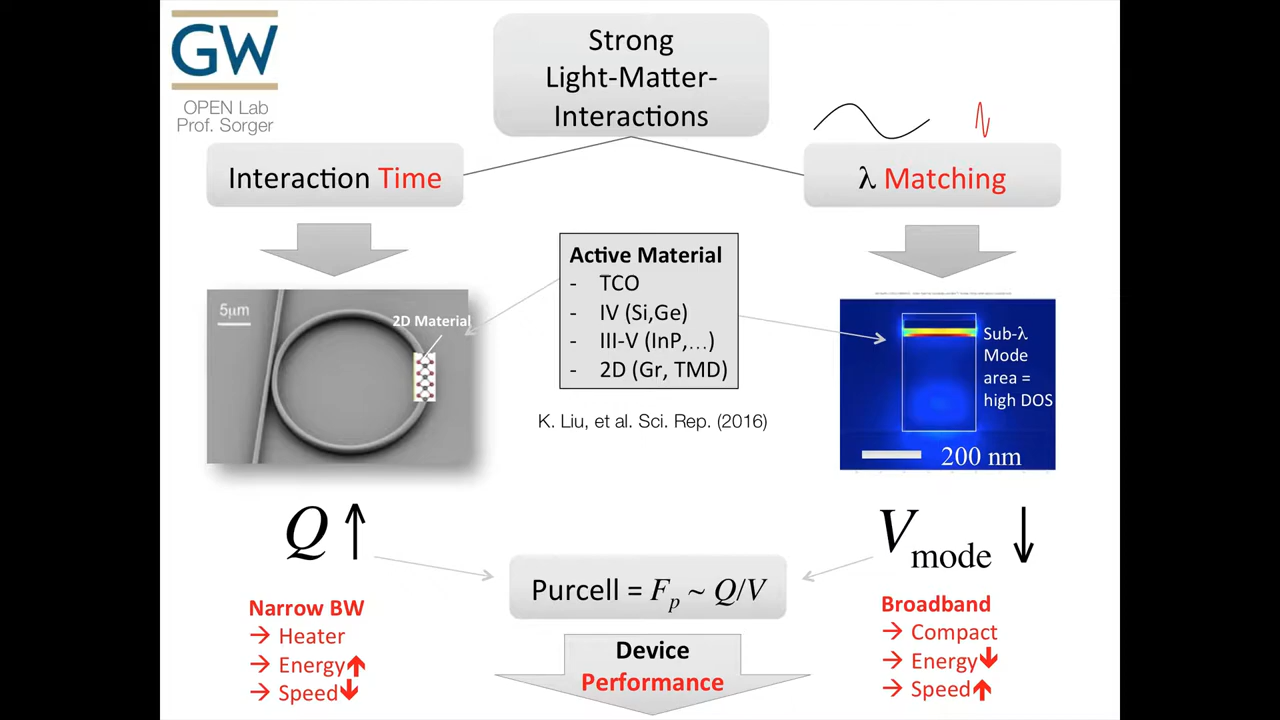 GW
OPEN Lab
Prof. Sorger
Strong
Light-Matter-
Interactions
Interaction Time
λ Matching
Active Material
- TCO
- IV (Si,Ge)
- III-V (InP,...)
- 2D (Gr, TMD)
K. Liu, et al. Sci. Rep. (2016)
5μm
2D Material
Sub-λ
Mode
area =
high DOS
200 nm
Q ↑
V mode ↓
Purcell = Fp ~ Q/V
Narrow BW
→ Heater
→ Energy↑
→ Speed↓
Broadband
→ Compact
→ Energy↓
→ Speed↑
Device
Performance